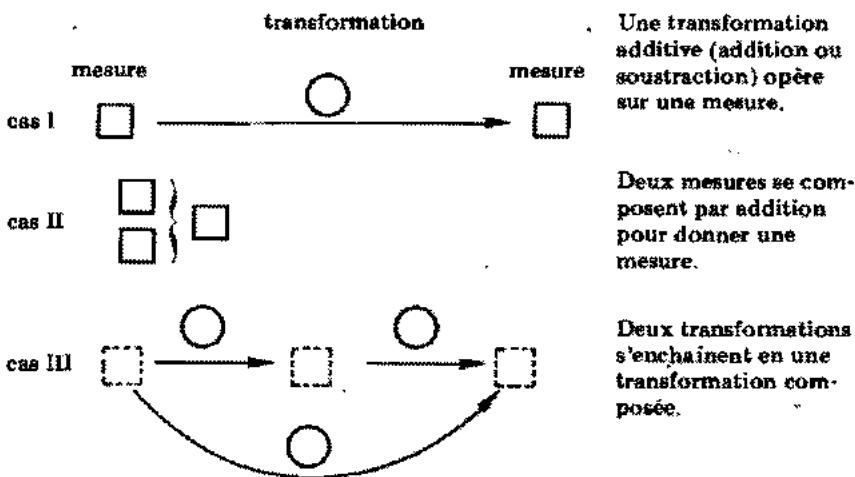 transformation
mesure
mesure
Une transformation
additive (addition ou
soustraction) opère
sur une mesure.
cas I
cas II
Deux mesures se com-
posent par addition
pour donner une
mesure.
cas III
Deux transformations
s'enchaînent en une
transformation com-
posée.